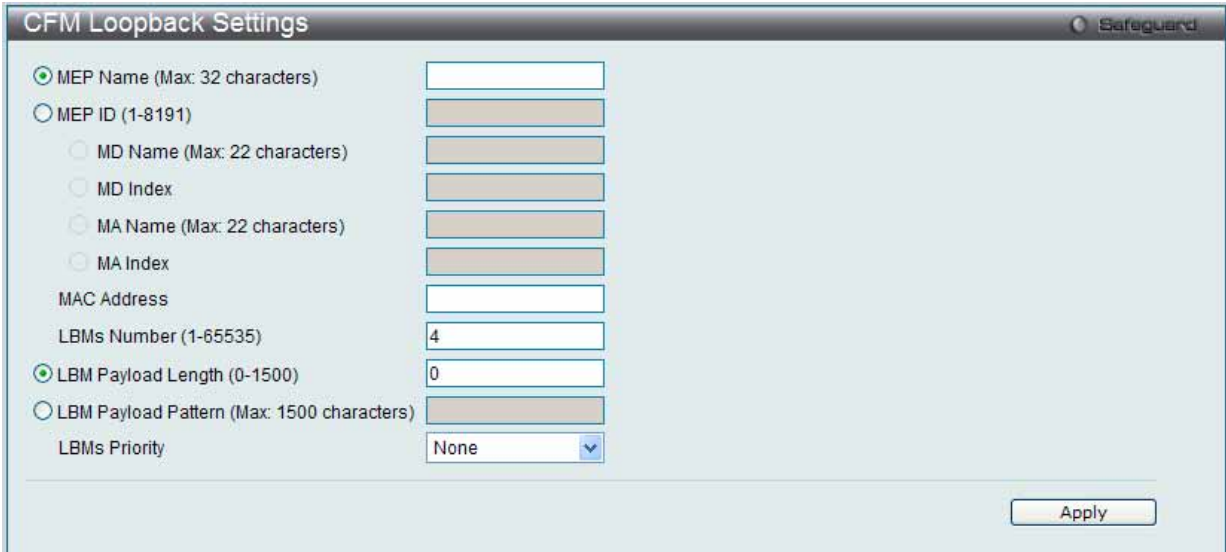 CFM Loopback Settings
Safeguard
MEP Name (Max: 32 characters)
MEP ID (1-8191)
MD Name (Max: 22 characters)
MD Index
MA Name (Max: 22 characters)
MA Index
MAC Address
LBMs Number (1-65535) 4
LBM Payload Length (0-1500) 0
LBM Payload Pattern (Max: 1500 characters)
LBMs Priority None
Apply